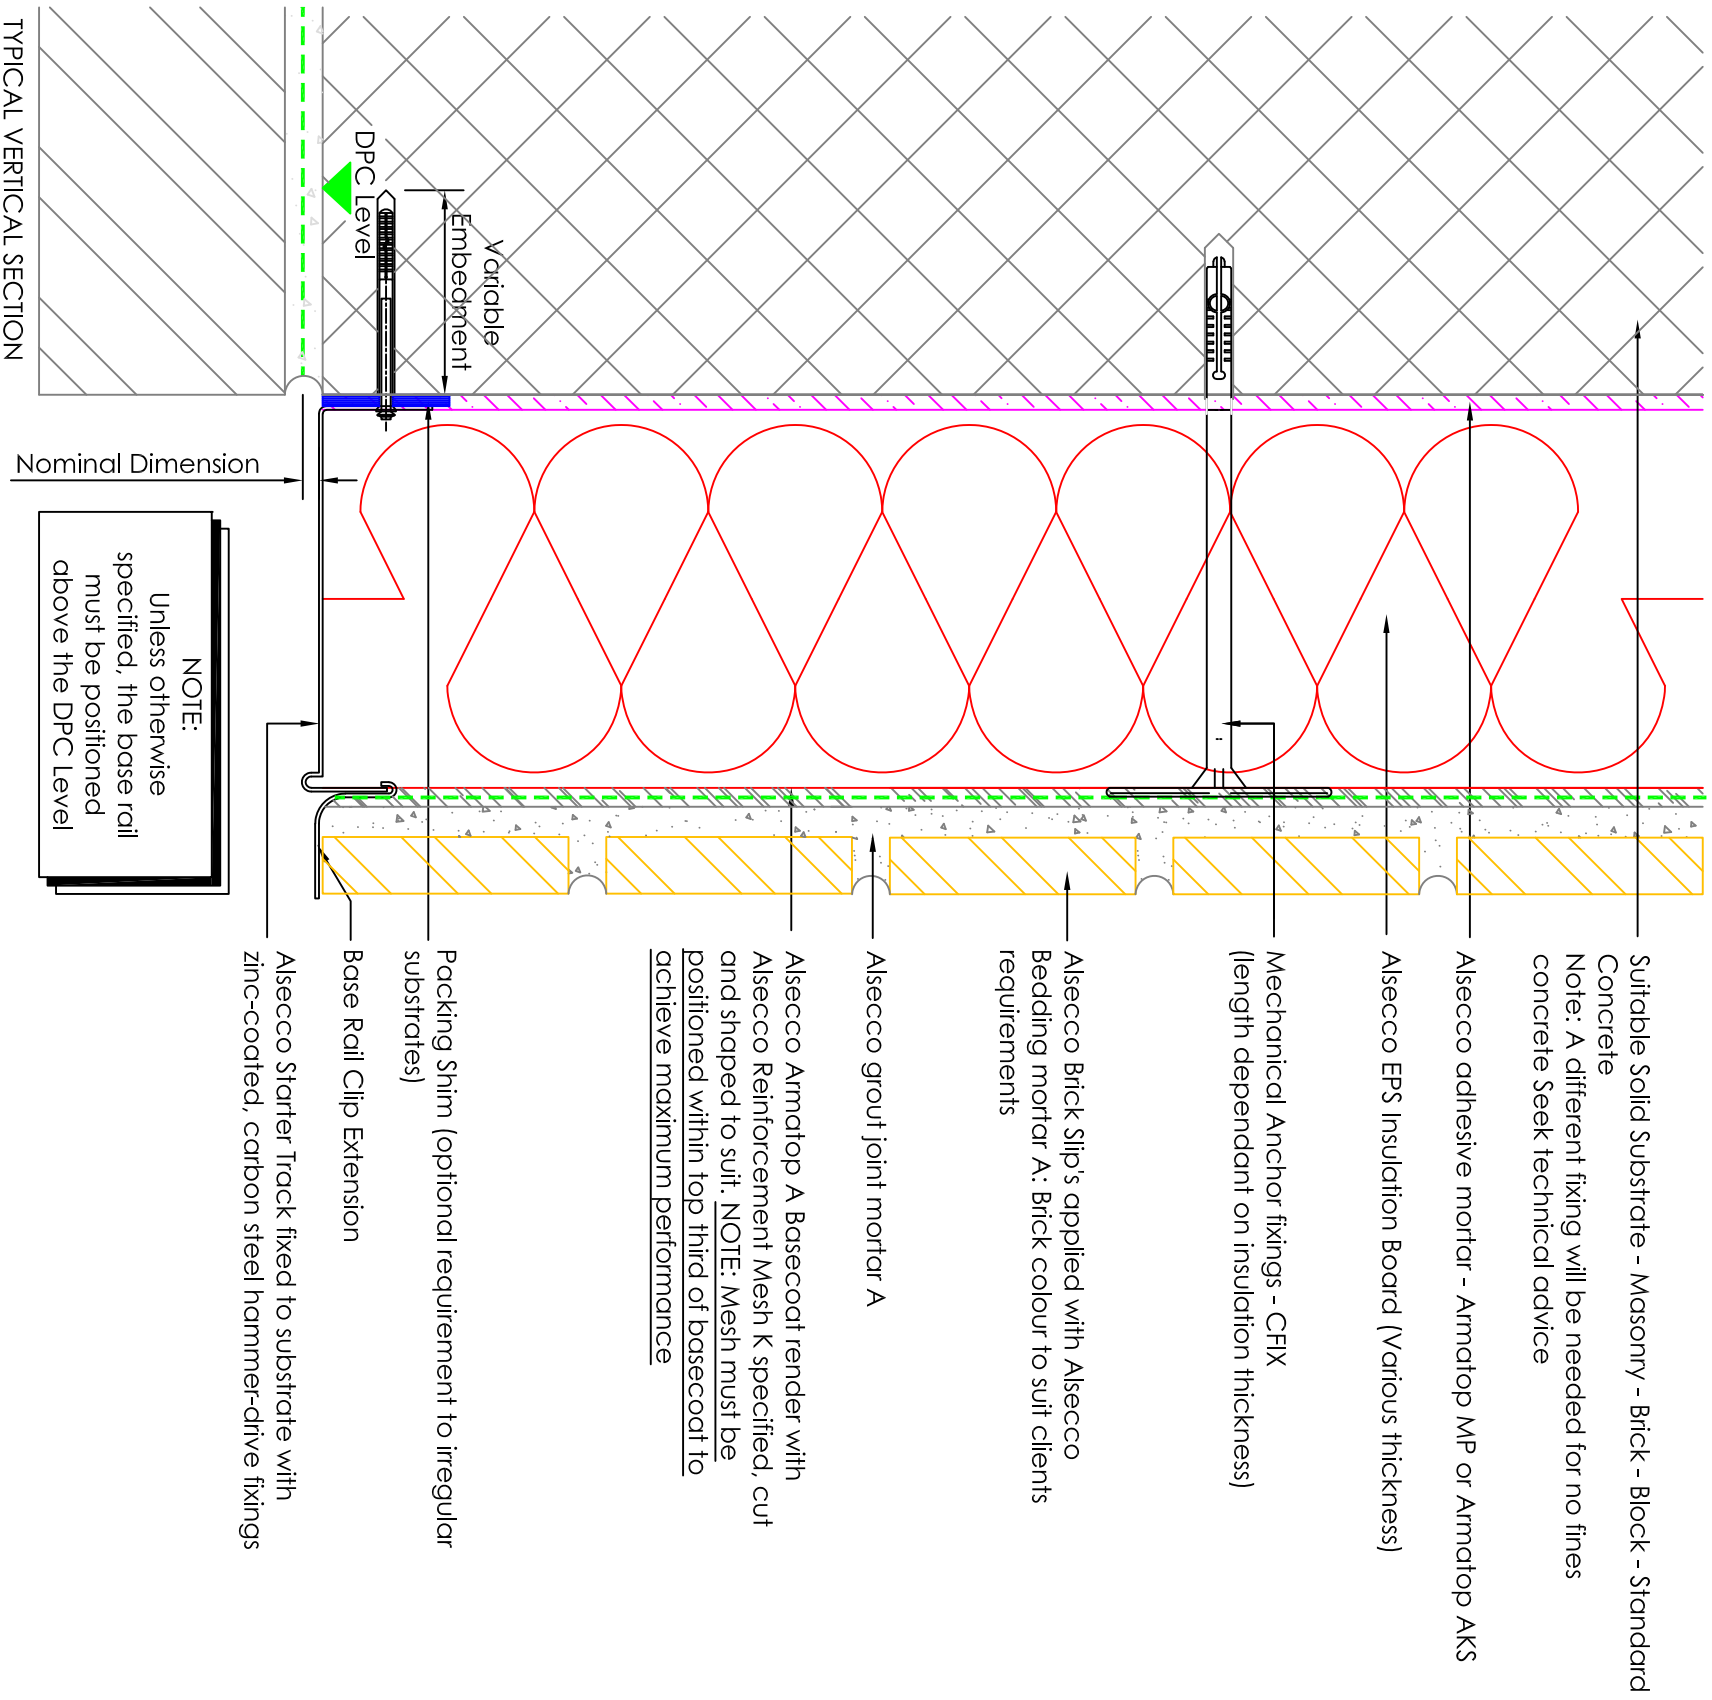 Suitable Solid Substrate - Masonry - Brick - Block - Standard
Concrete
Note: A different fixing will be needed for no fines
concrete Seek technical advice
Alsecco adhesive mortar - Armatop MP or Armatop AKS
Alsecco EPS Insulation Board (Various thickness)
Mechanical Anchor fixings - CFIX
(length dependant on insulation thickness)
Alsecco Brick Slip's applied with Alsecco
Bedding mortar A: Brick colour to suit clients
requirements
Alsecco grout joint mortar A
Alsecco Armatop A Basecoat render with
Alsecco Reinforcement Mesh K specified, cut
and shaped to suit. NOTE: Mesh must be
positioned within top third of basecoat to
achieve maximum performance
Packing Shim (optional requirement to irregular
substrates)
Base Rail Clip Extension
Alsecco Starter Track fixed to substrate with
zinc-coated, carbon steel hammer-drive fixings
Variable
Embedment
DPC Level
Nominal Dimension
NOTE:
Unless otherwise
specified, the base rail
must be positioned
above the DPC Level
TYPICAL VERTICAL SECTION